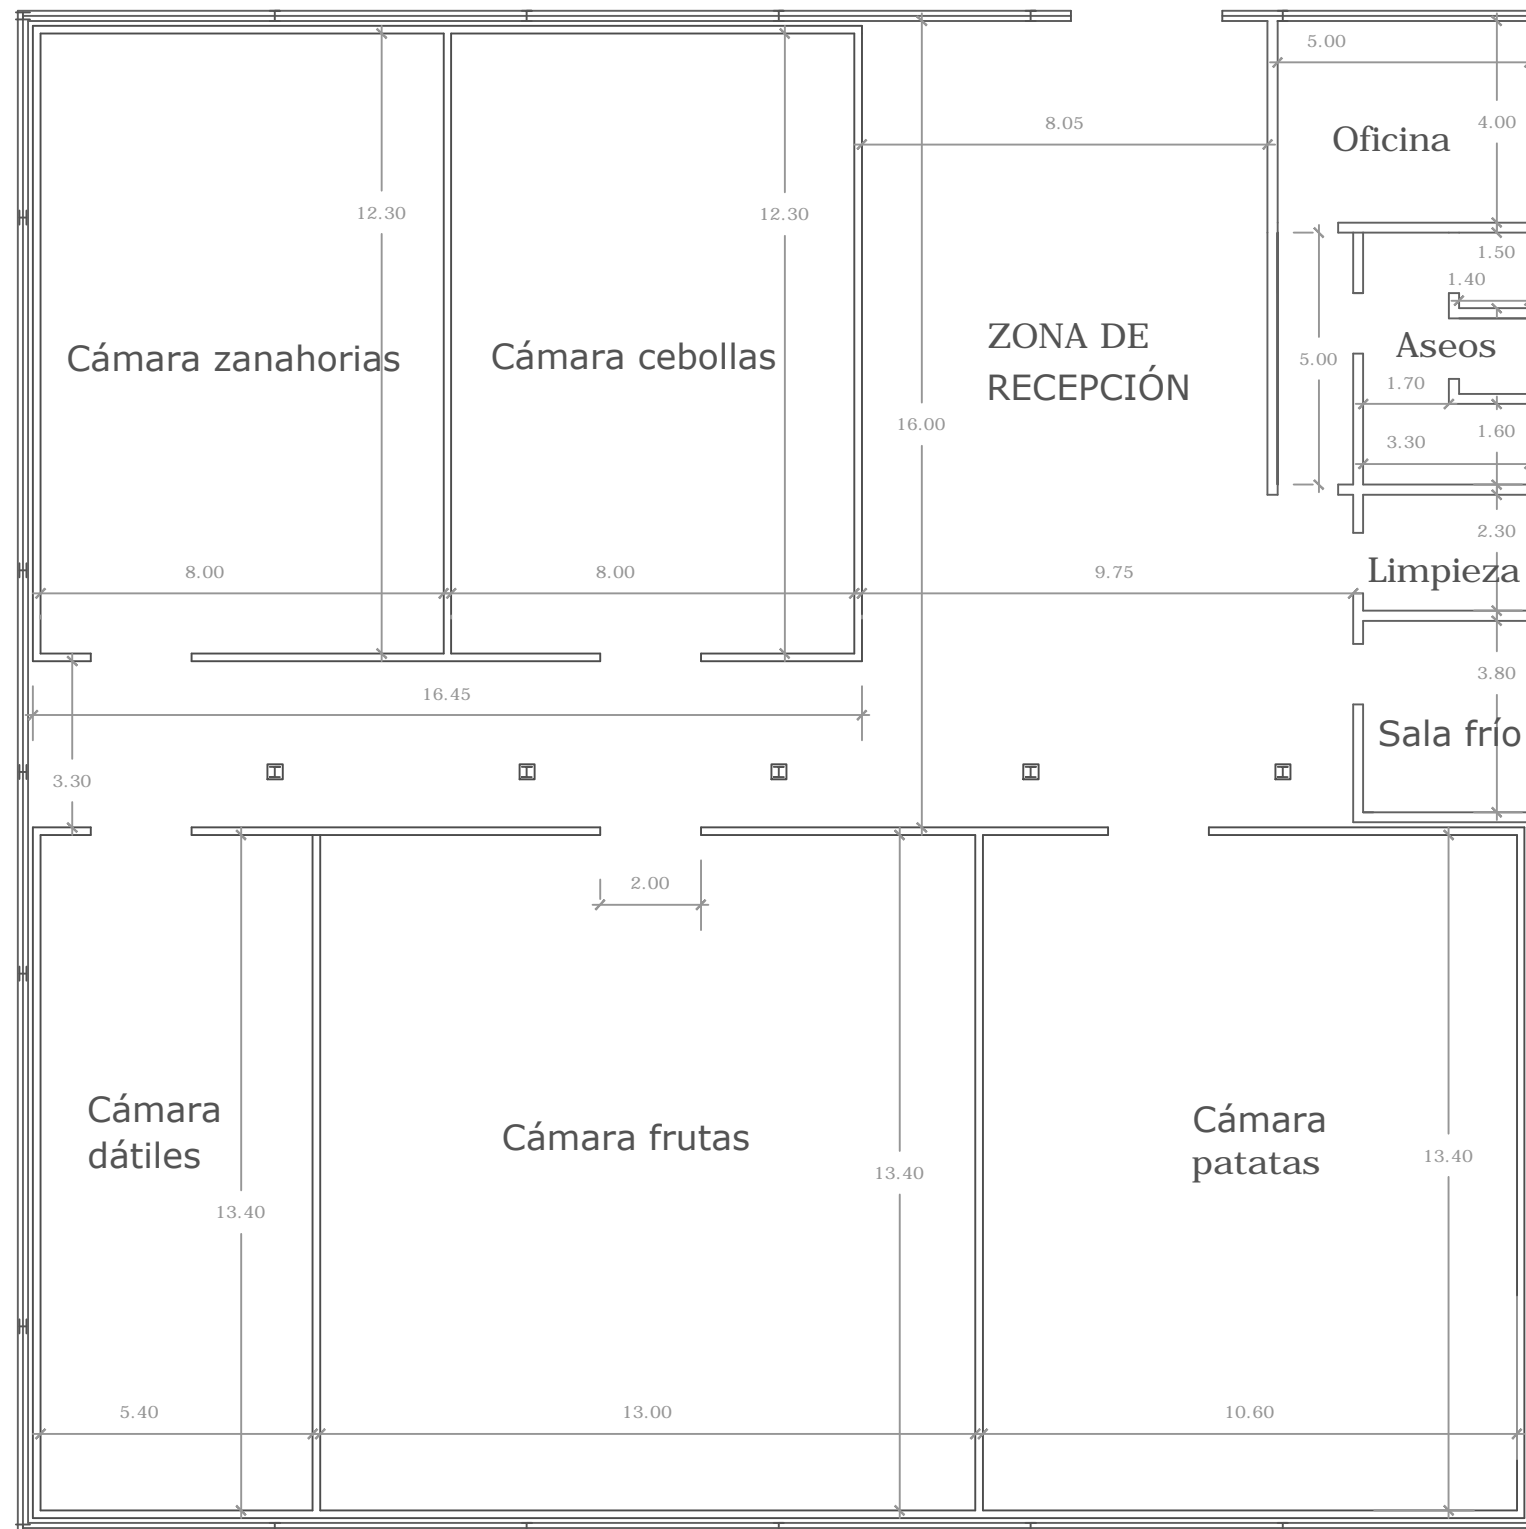 5.00
4.00
Oficina
8.05
12.30
12.30
1.50
1.40
ZONA DE
RECEPCIÓN
Cámara zanahorias
Cámara cebollas
5.00
Aseos
1.70
16.00
1.60
3.30
2.30
8.00
8.00
9.75
Limpieza
16.45
3.80
Sala frío
3.30
2.00
Cámara
dátiles
Cámara frutas
Cámara
patatas
13.40
13.40
13.40
5.40
13.00
10.60